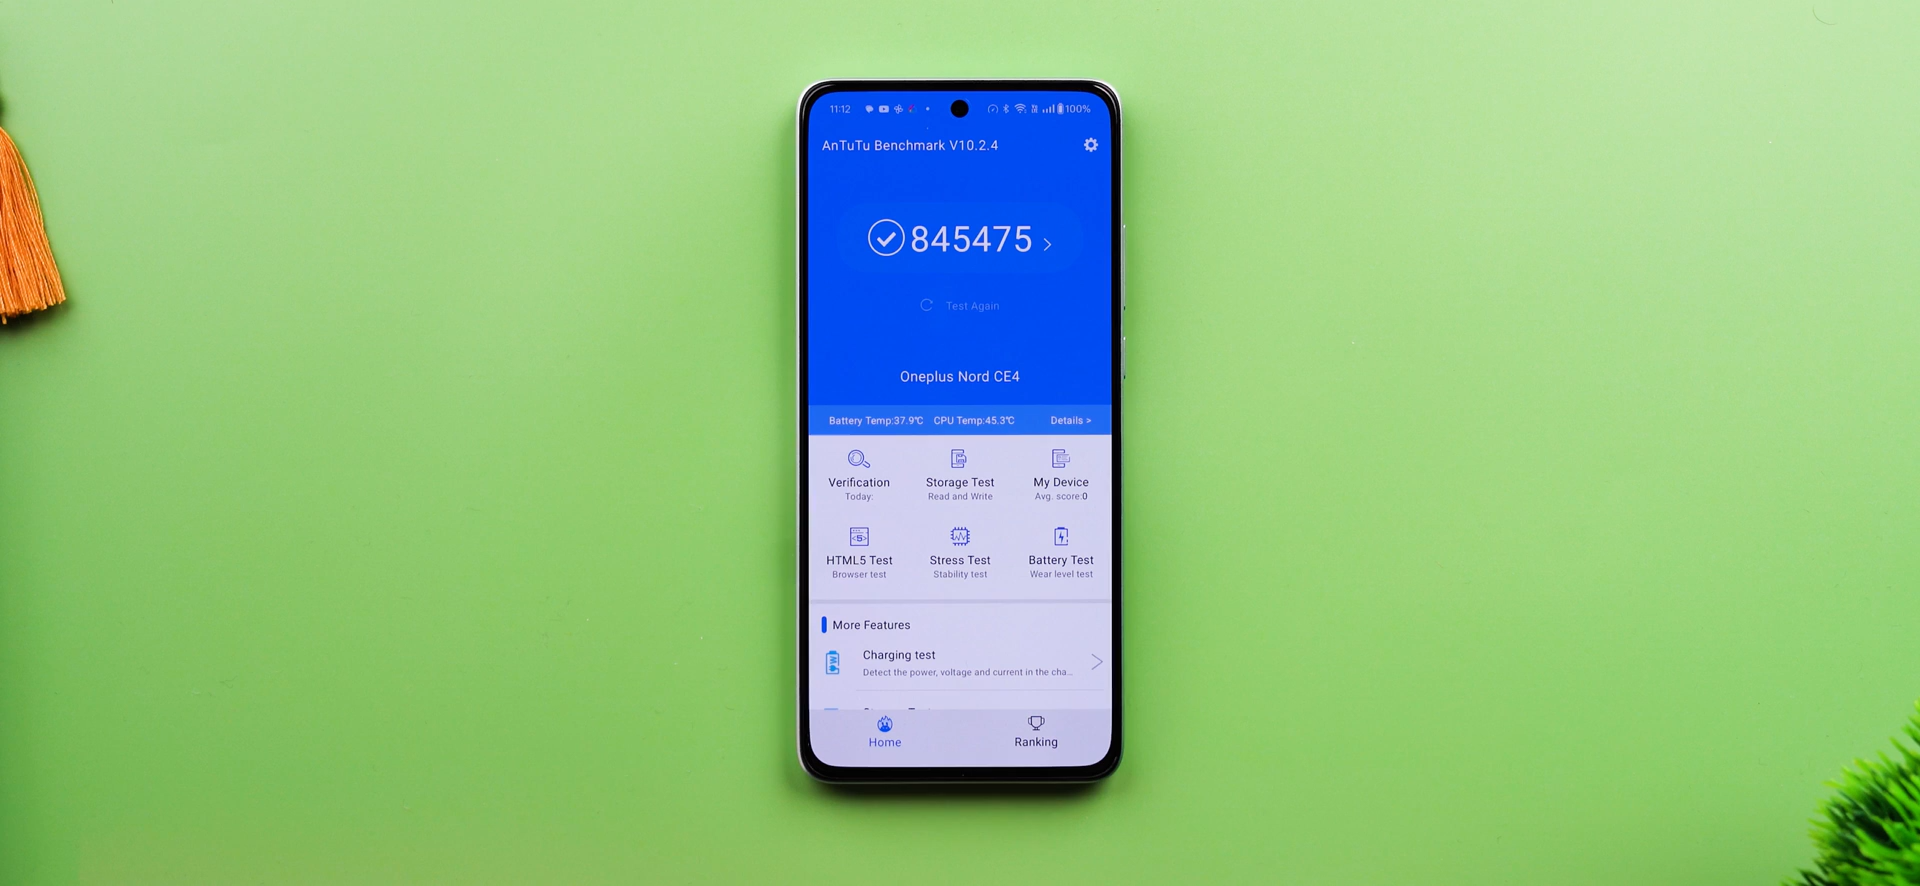 11:12 100%
AnTuTu Benchmark V10.2.4
845475 >
Test Again
Oneplus Nord CE4
Battery Temp:37.9℃ CPU Temp:45.3℃ Details >
Verification Storage Test My Device
Today: Read and Write Avg. score:0
HTML5 Test Stress Test Battery Test
Browser test Stability test Wear level test
More Features
Charging test
Detect the power, voltage and current in the cha...
Home Ranking